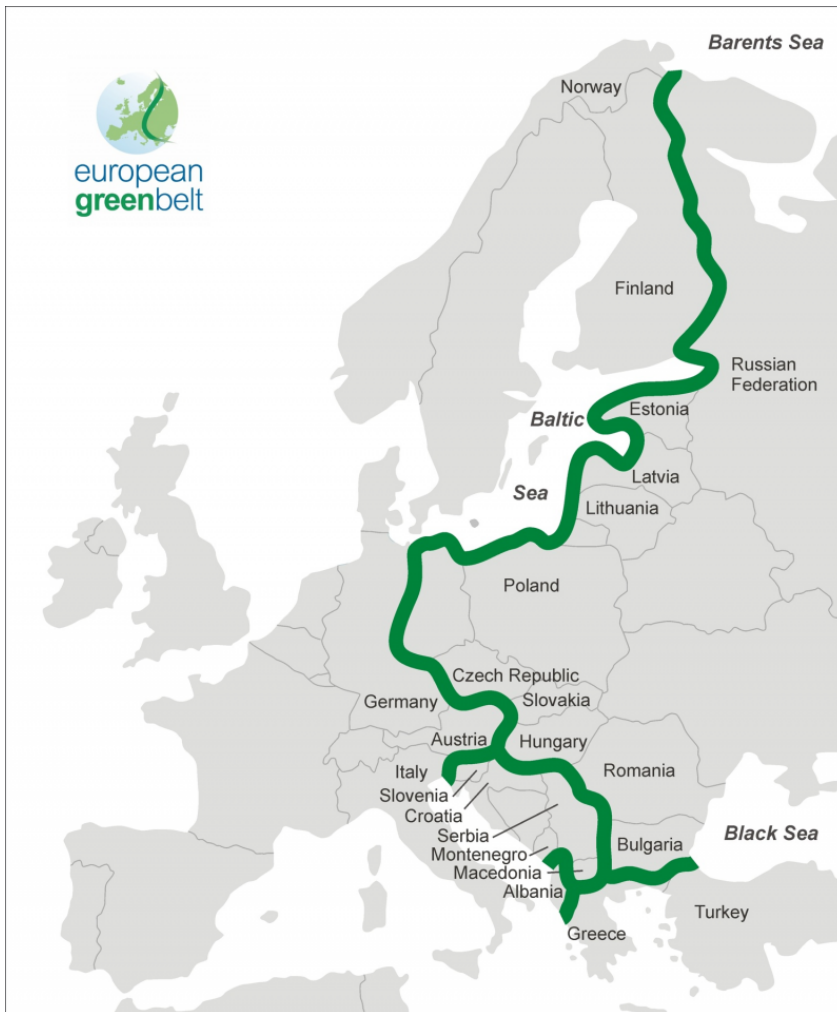 Barents Sea
Norway
european
greenbelt
Finland
Russian
Federation
Estonia
Baltic
Latvia
Sea
Lithuania
Poland
Czech Republic
Slovakia
Germany
Austria
Hungary
Italy
Romania
Slovenia
Croatia
Serbia
Black Sea
Bulgaria
Montenegro
Macedonia
Albania
Turkey
Greece